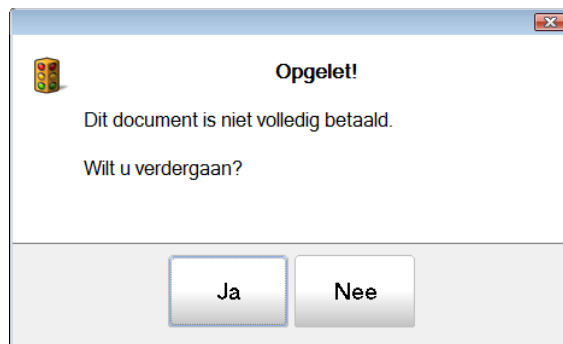 Opgelet!
Dit document is niet volledig betaald.
Wilt u verdergaan?
Ja
Nee